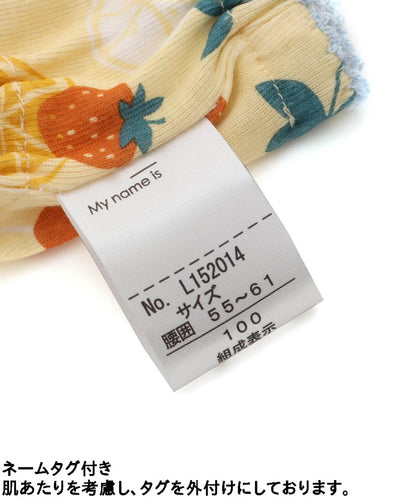 My name is
No. L152014
サイズ
腰囲 55～61
100
組成表示
ネームタグ付き
肌あたりを考慮し、タグを外付けにしております。